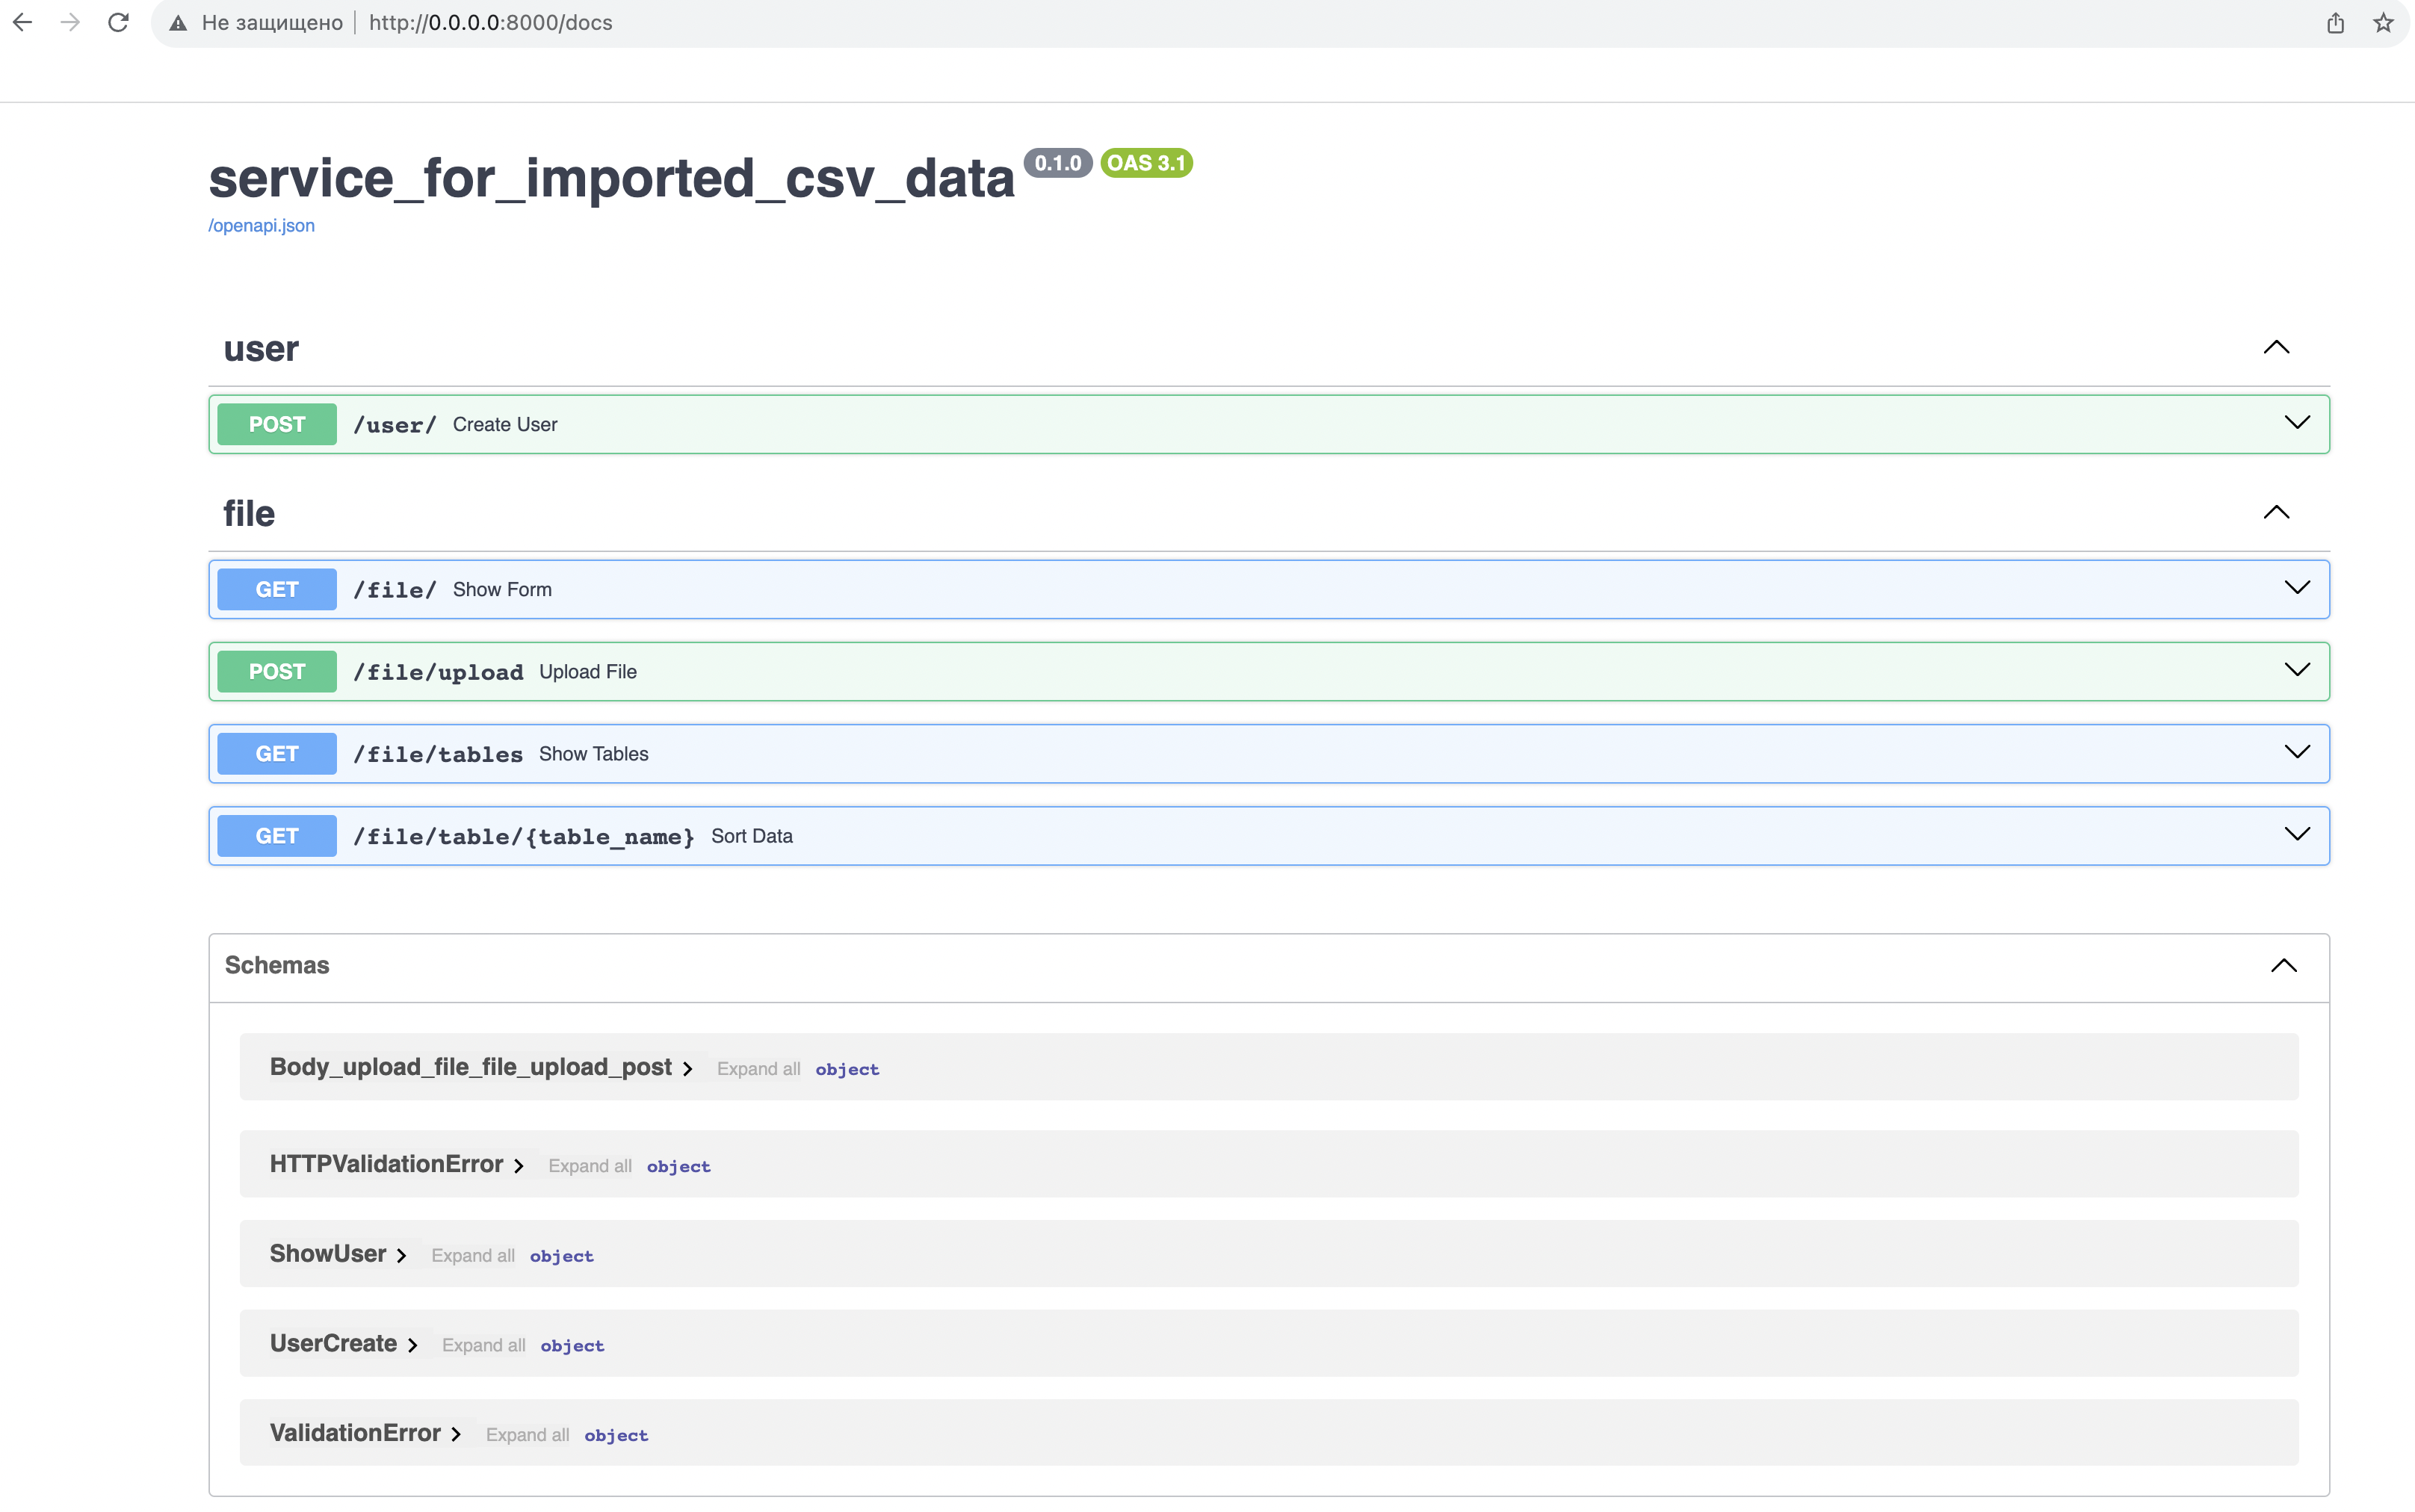 Не защищено http://0.0.0.0:8000/docs
service_for_imported_csv_data 0.1.0 OAS 3.1
/openapi.json
user
POST /user/ Create User
file
GET /file/ Show Form
POST /file/upload Upload File
GET /file/tables Show Tables
GET /file/table/{table_name} Sort Data
Schemas
Body_upload_file_file_upload_post Expand all object
HTTPValidationError Expand all object
ShowUser Expand all object
UserCreate Expand all object
ValidationError Expand all object